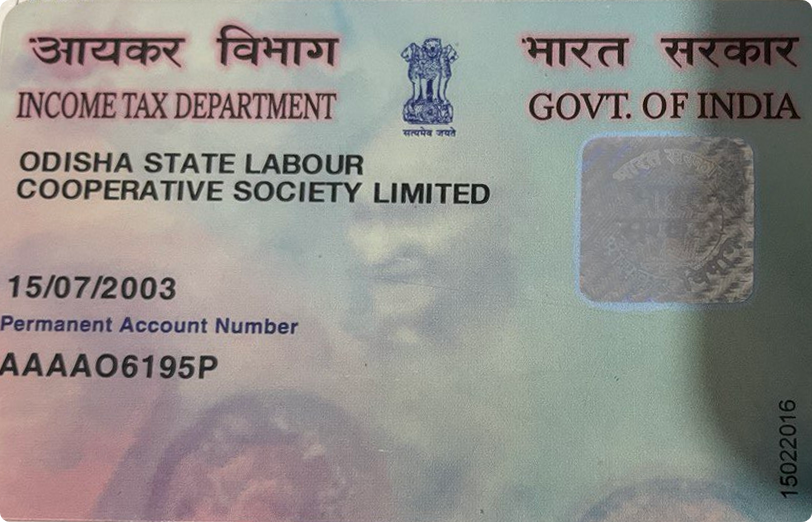 आयकर विभाग
भारत सरकार
INCOME TAX DEPARTMENT
GOVT. OF INDIA
सत्यमेव जयते
ODISHA STATE LABOUR
COOPERATIVE SOCIETY LIMITED
भारत
15/07/2003
Permanent Account Number
AAAAO6195P
15022016